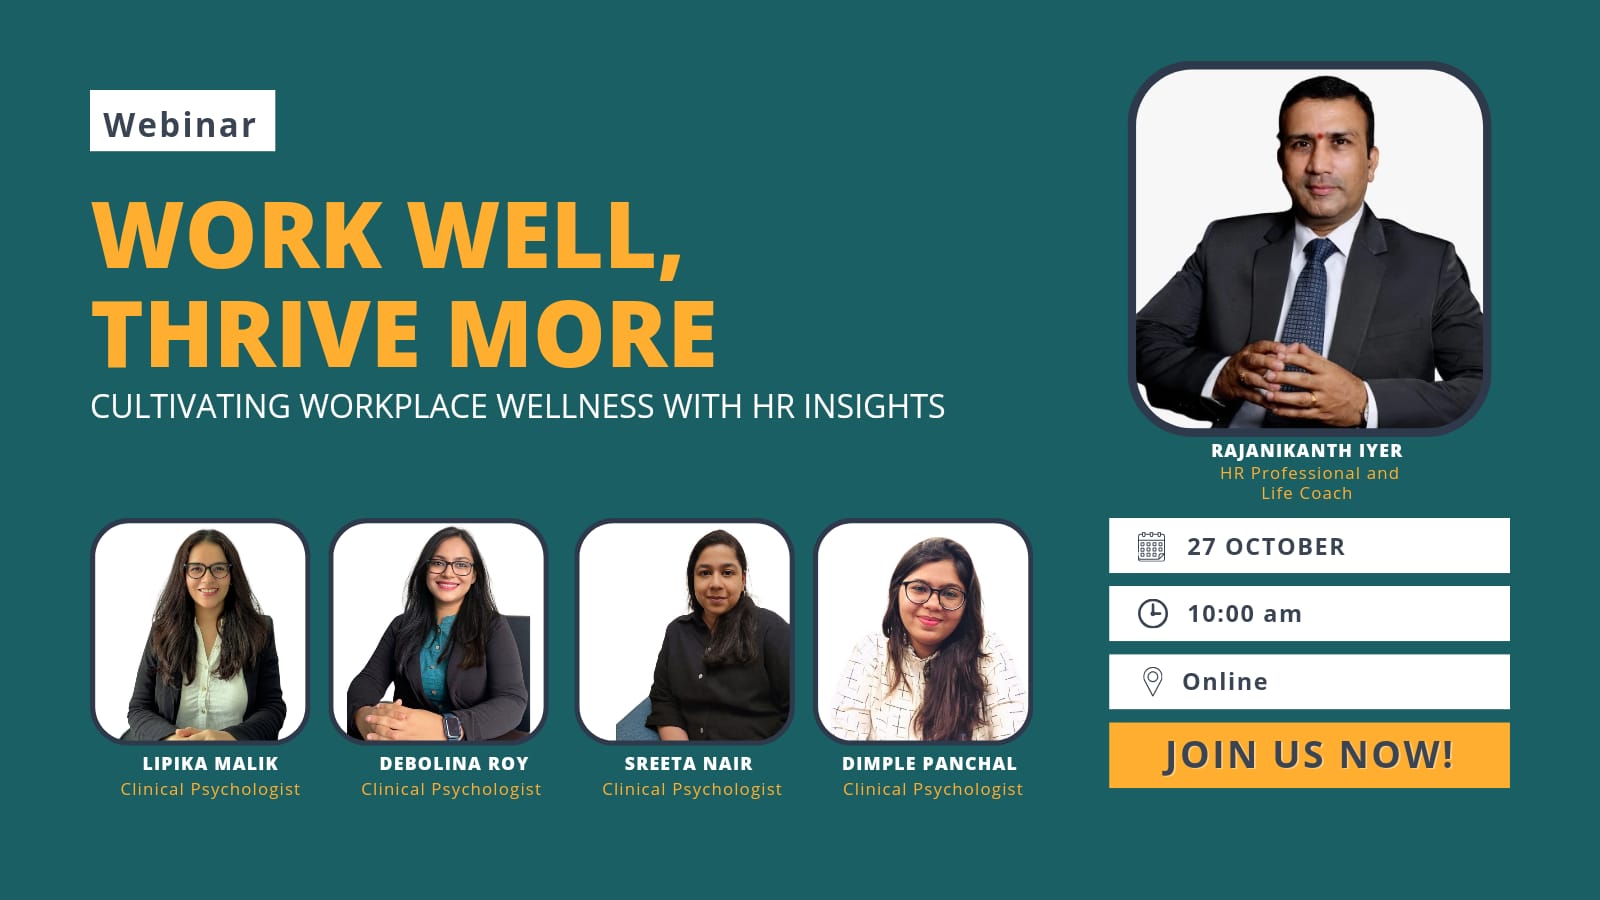 Webinar
WORK WELL,
THRIVE MORE
CULTIVATING WORKPLACE WELLNESS WITH HR INSIGHTS
RAJANIKANTH IYER
HR Professional and
Life Coach
LIPIKA MALIK
Clinical Psychologist
DEBOLINA ROY
Clinical Psychologist
SREETA NAIR
Clinical Psychologist
DIMPLE PANCHAL
Clinical Psychologist
27 OCTOBER
10:00 am
Online
JOIN US NOW!